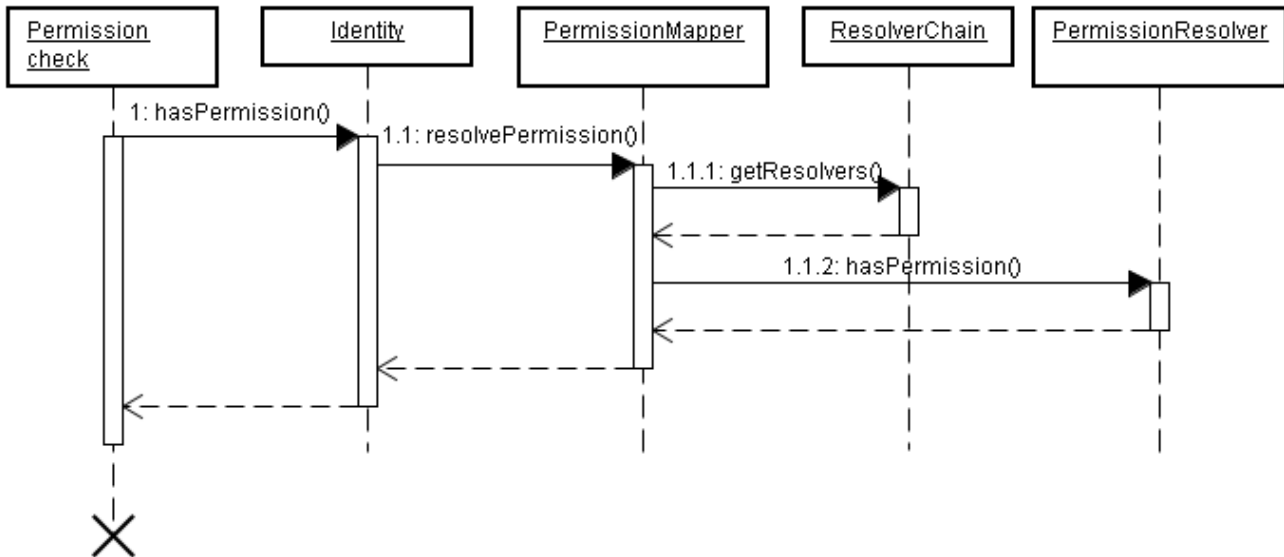 Permission
check
Identity
PermissionMapper
ResolverChain
PermissionResolver
1: hasPermission()
1.1: resolvePermission()
1.1.1: getResolvers()
1.1.2: hasPermission()